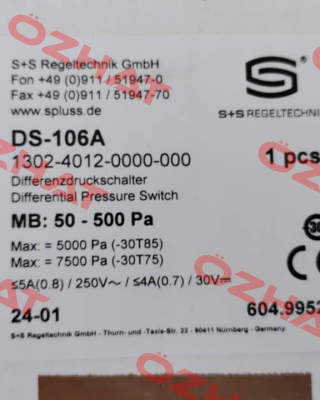 S+S Regeltechnik GmbH
Fon +49 (0)911 / 51947-0
Fax +49 (0)911 / 51947-70
www.spluss.de
S
S+S REGELTECHNIK
DS-106A
1302-4012-0000-000
1 pcs
Differenzdruckschalter
Differential Pressure Switch
MB: 50 - 500 Pa
Max: = 5000 Pa (-30T85)
Max: = 7500 Pa (-30T75)
≤5A(0.8) / 250V~ / ≤4A(0.7) / 30V⎓
24-01
604.9952
S+S Regeltechnik GmbH - Thurn- und -Taxis-Str. 22 - 90411 Nürnberg - Germany
ÖZHAT